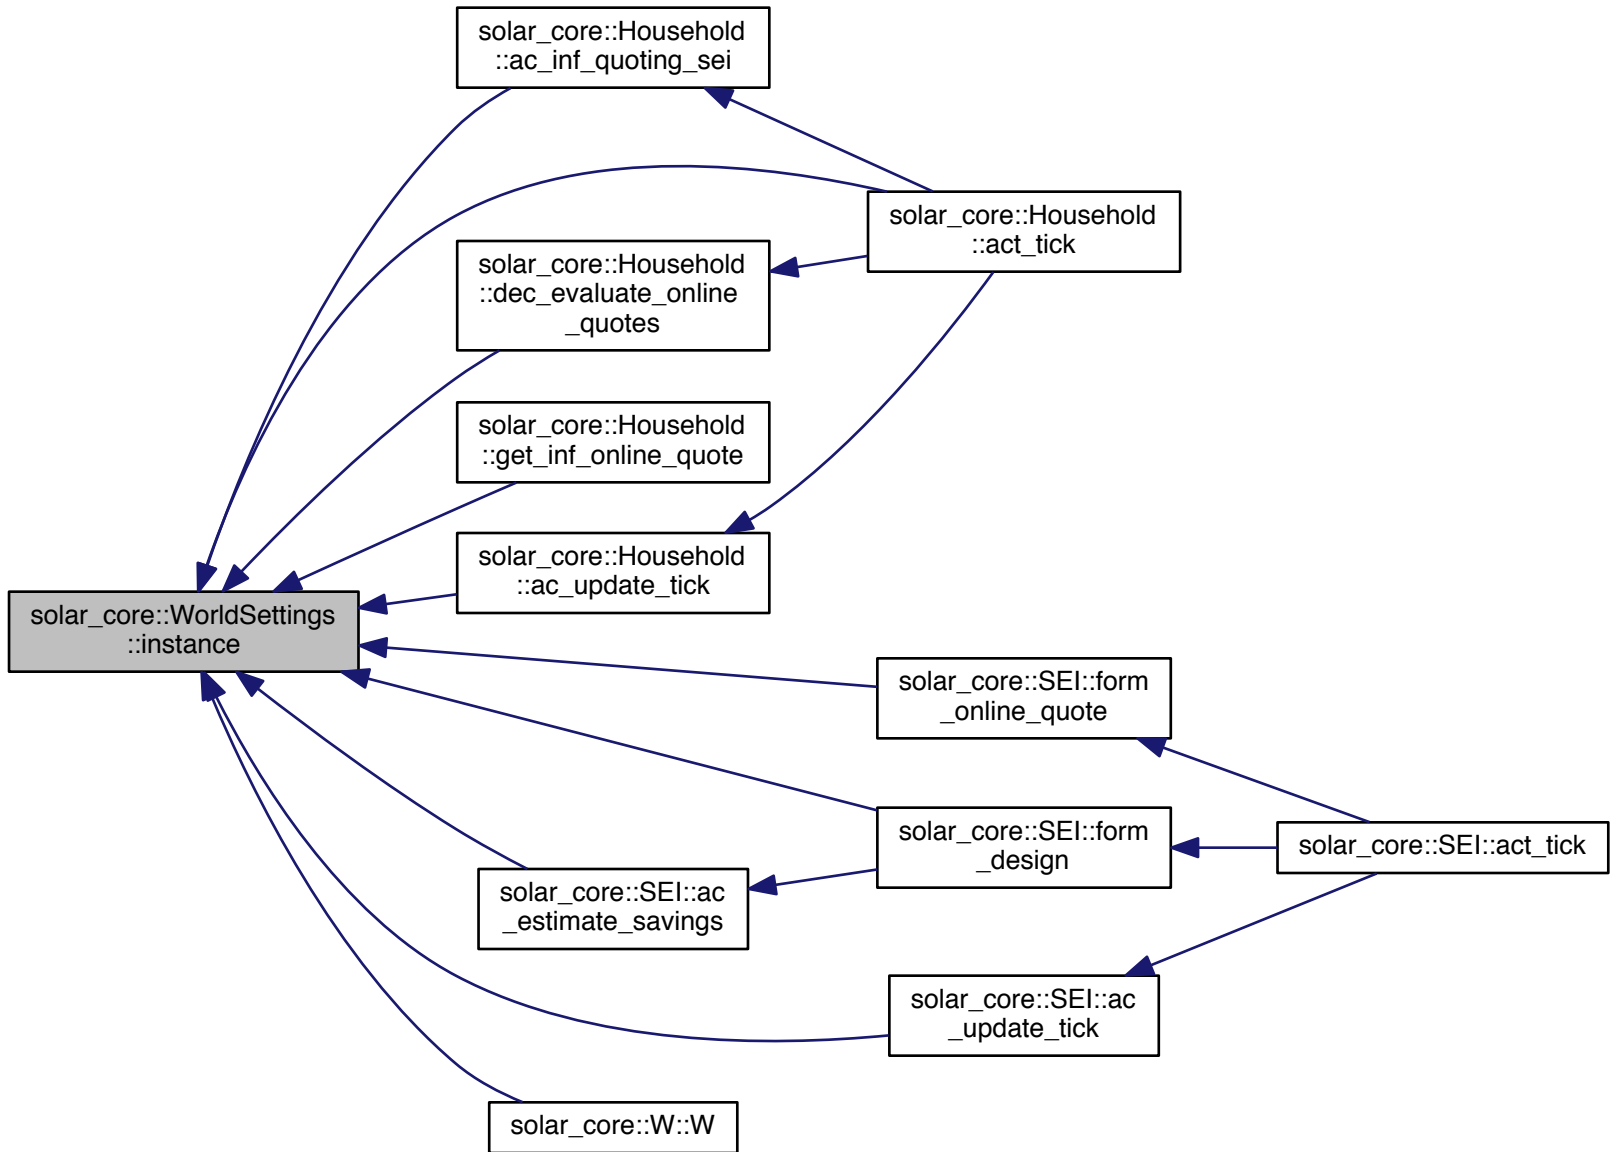 solar_core::Household
::ac_inf_quoting_sei
solar_core::Household
::act_tick
solar_core::Household
::dec_evaluate_online
_quotes
solar_core::Household
::get_inf_online_quote
solar_core::Household
::ac_update_tick
solar_core::WorldSettings
::instance
solar_core::SEI::form
_online_quote
solar_core::SEI::form
_design
solar_core::SEI::act_tick
solar_core::SEI::ac
_estimate_savings
solar_core::SEI::ac
_update_tick
solar_core::W::W